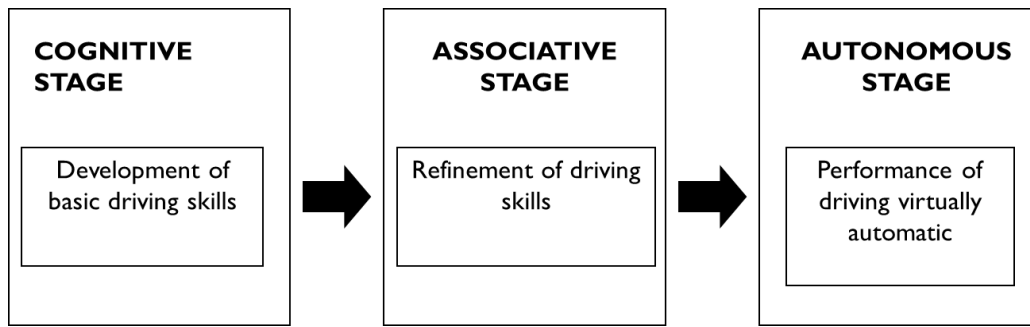 COGNITIVE
STAGE
Development of
basic driving skills
ASSOCIATIVE
STAGE
Refinement of driving
skills
AUTONOMOUS
STAGE
Performance of
driving virtually
automatic